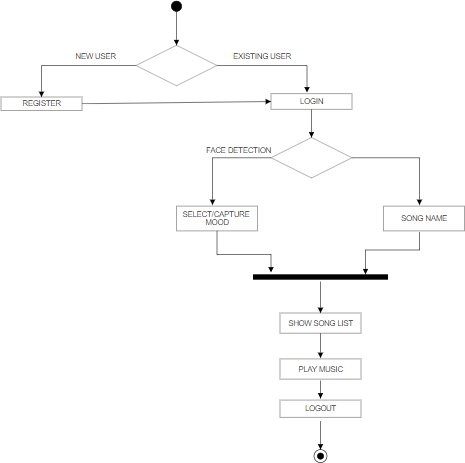 NEW USER
EXISTING USER
REGISTER
LOGIN
FACE DETECTION
SELECT/CAPTURE
MOOD
SONG NAME
SHOW SONG LIST
PLAY MUSIC
LOGOUT